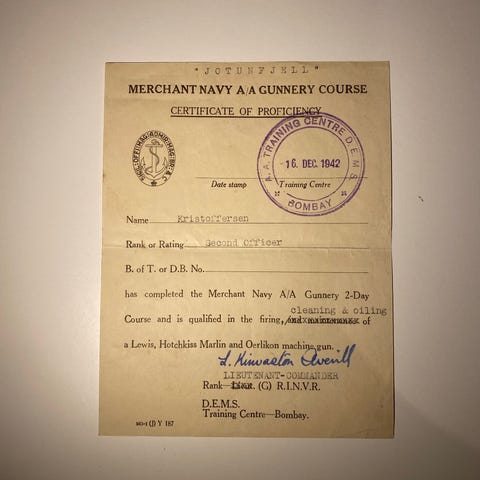 "JOTUNFJELL"
MERCHANT NAVY A/A GUNNERY COURSE
CERTIFICATE OF PROFICIENCY
A. A. TRAINING CENTRE D.E.M.S.
16. DEC. 1942
BOMBAY
Date stamp Training Centre
Name Kristoffersen
Rank or Rating Second Officer
B. of T. or D.B. No.
has completed the Merchant Navy A/A Gunnery 2-Day
cleaning & oiling
Course and is qualified in the firing, and of
a Lewis, Hotchkiss Marlin and Oerlikon machine gun.
LIEUTENANT-COMMANDER
Rank—Lieut. (G) R.I.N.V.R.
D.E.M.S.
Training Centre—Bombay.
(J) Y 187